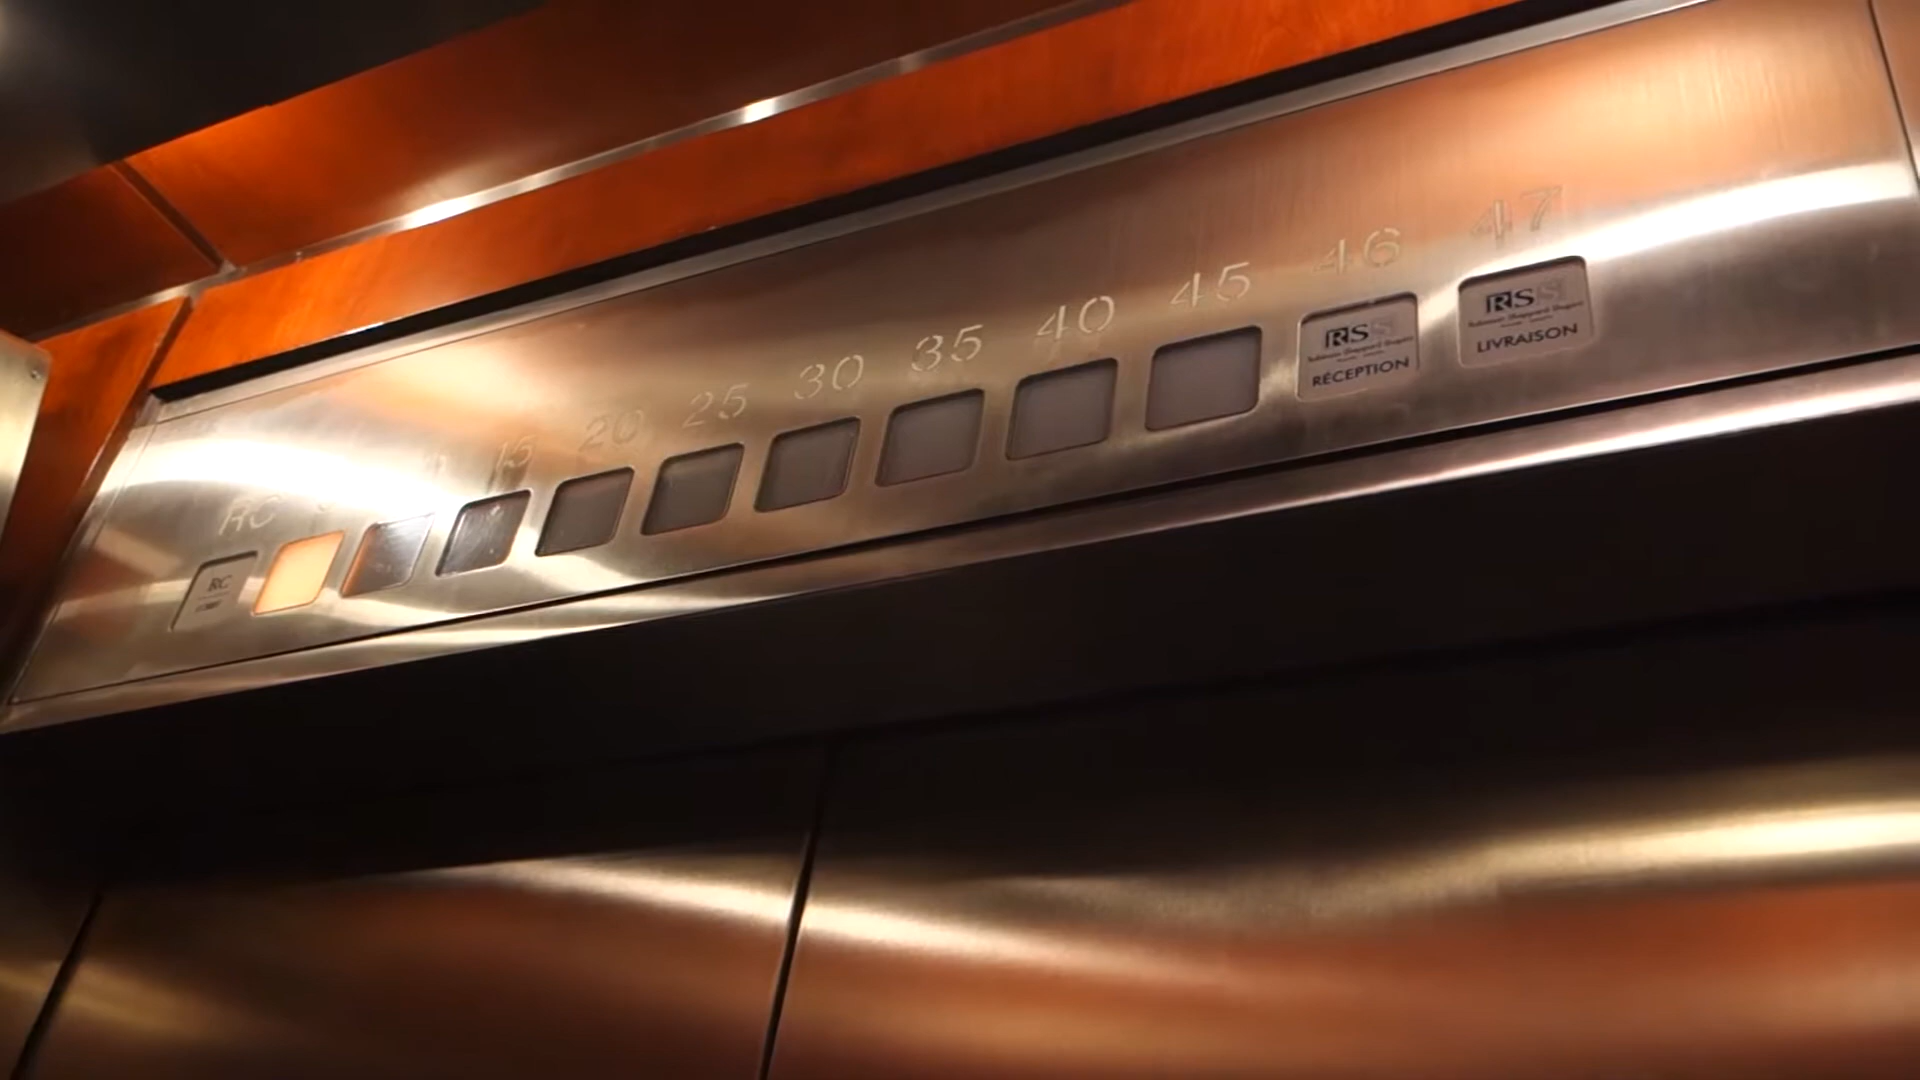 RC 15 20 25 30 35 40 45 46 47
RC
RSS
RÉCEPTION
RSS
LIVRAISON